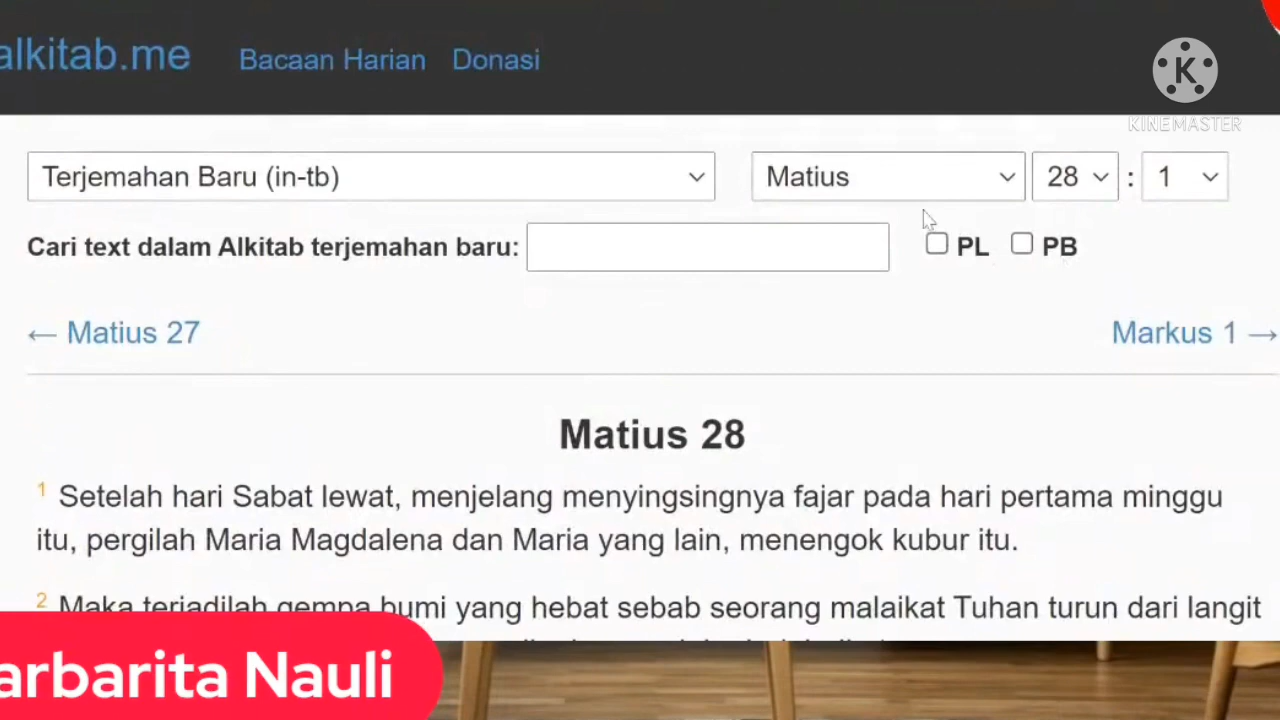 alkitab.me Bacaan Harian Donasi
K
KINEMASTER
Terjemahan Baru (in-tb) Matius 28 : 1
Cari text dalam Alkitab terjemahan baru: PL PB
← Matius 27 Markus 1 →
Matius 28
1 Setelah hari Sabat lewat, menjelang menyingsingnya fajar pada hari pertama minggu
itu, pergilah Maria Magdalena dan Maria yang lain, menengok kubur itu.
2 Maka terjadilah gempa bumi yang hebat sebab seorang malaikat Tuhan turun dari langit
arbarita Nauli